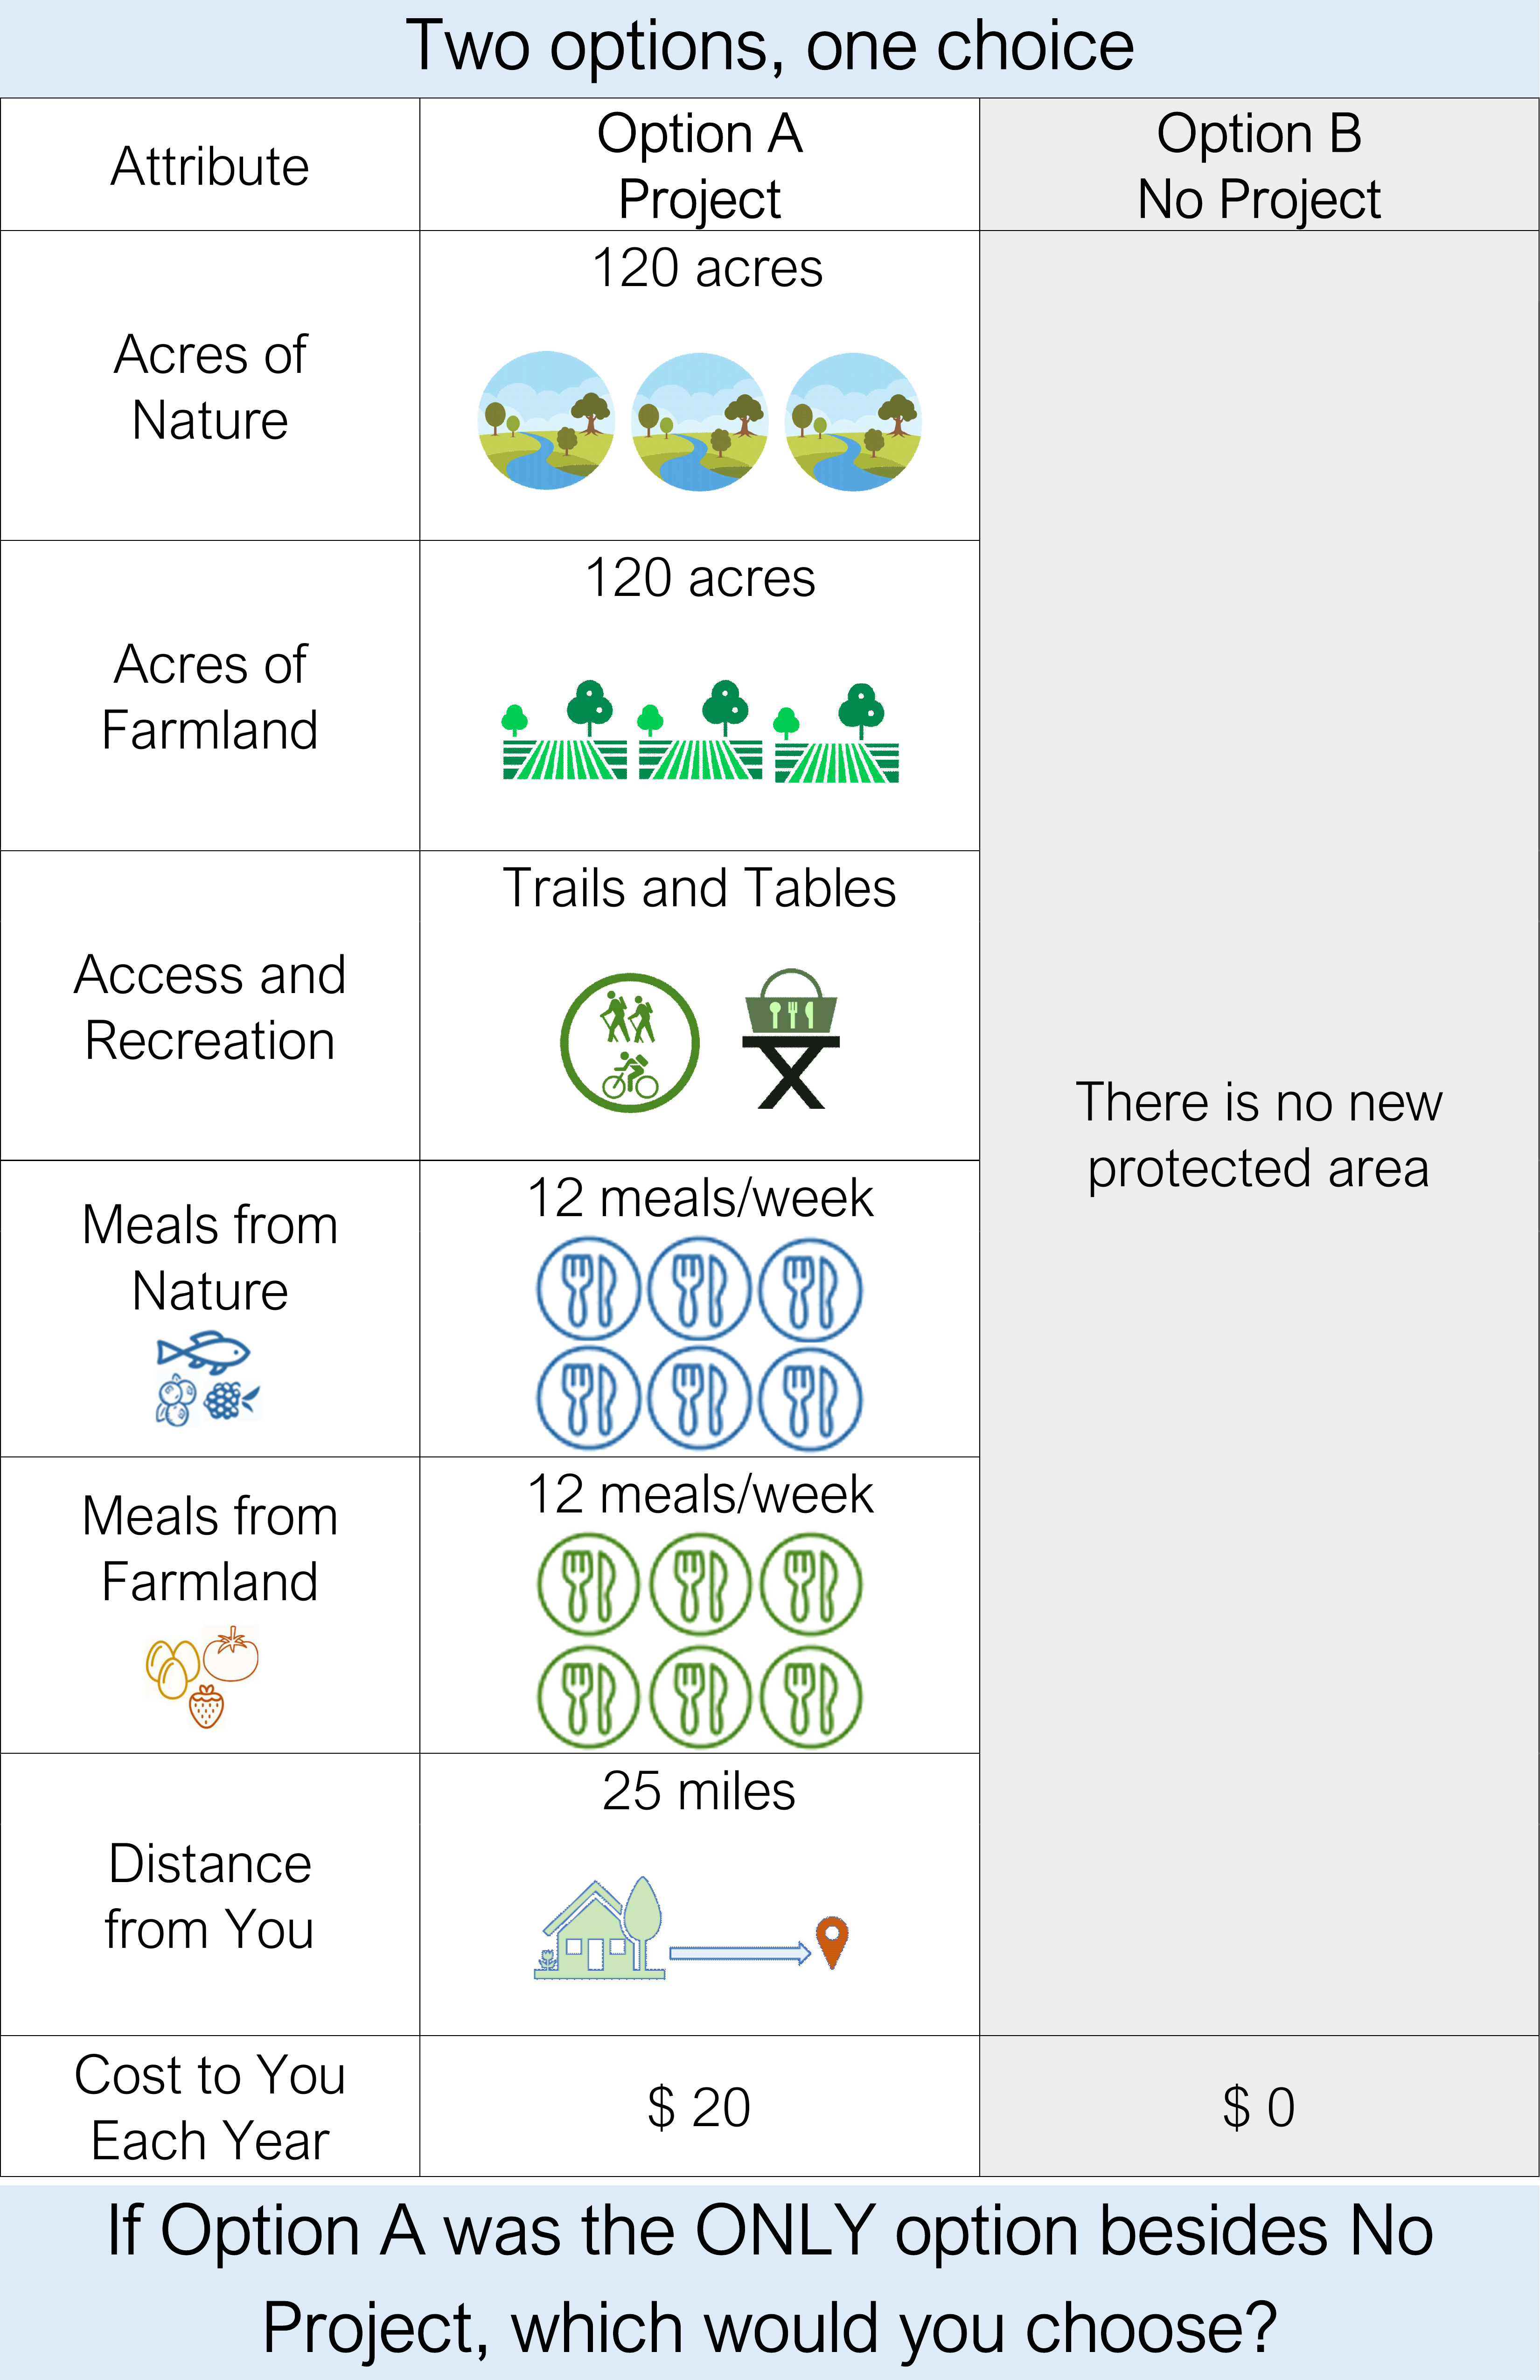 Two options, one choice
Attribute
Option A
Project
Option B
No Project
Acres of
Nature
120 acres
Acres of
Farmland
120 acres
Access and
Recreation
Trails and Tables
There is no new
protected area
Meals from
Nature
12 meals/week
Meals from
Farmland
12 meals/week
Distance
from You
25 miles
Cost to You
Each Year
$ 20
$ 0
If Option A was the ONLY option besides No
Project, which would you choose?